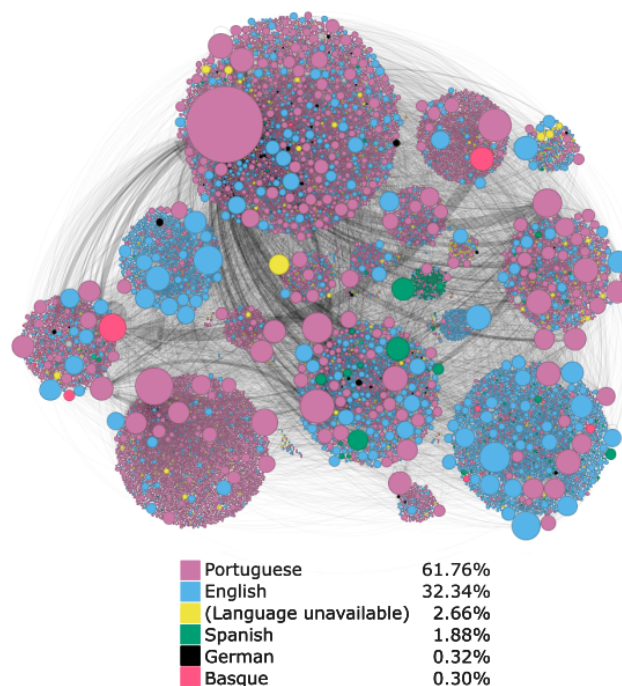 Portuguese 61.76%
English 32.34%
(Language unavailable) 2.66%
Spanish 1.88%
German 0.32%
Basque 0.30%